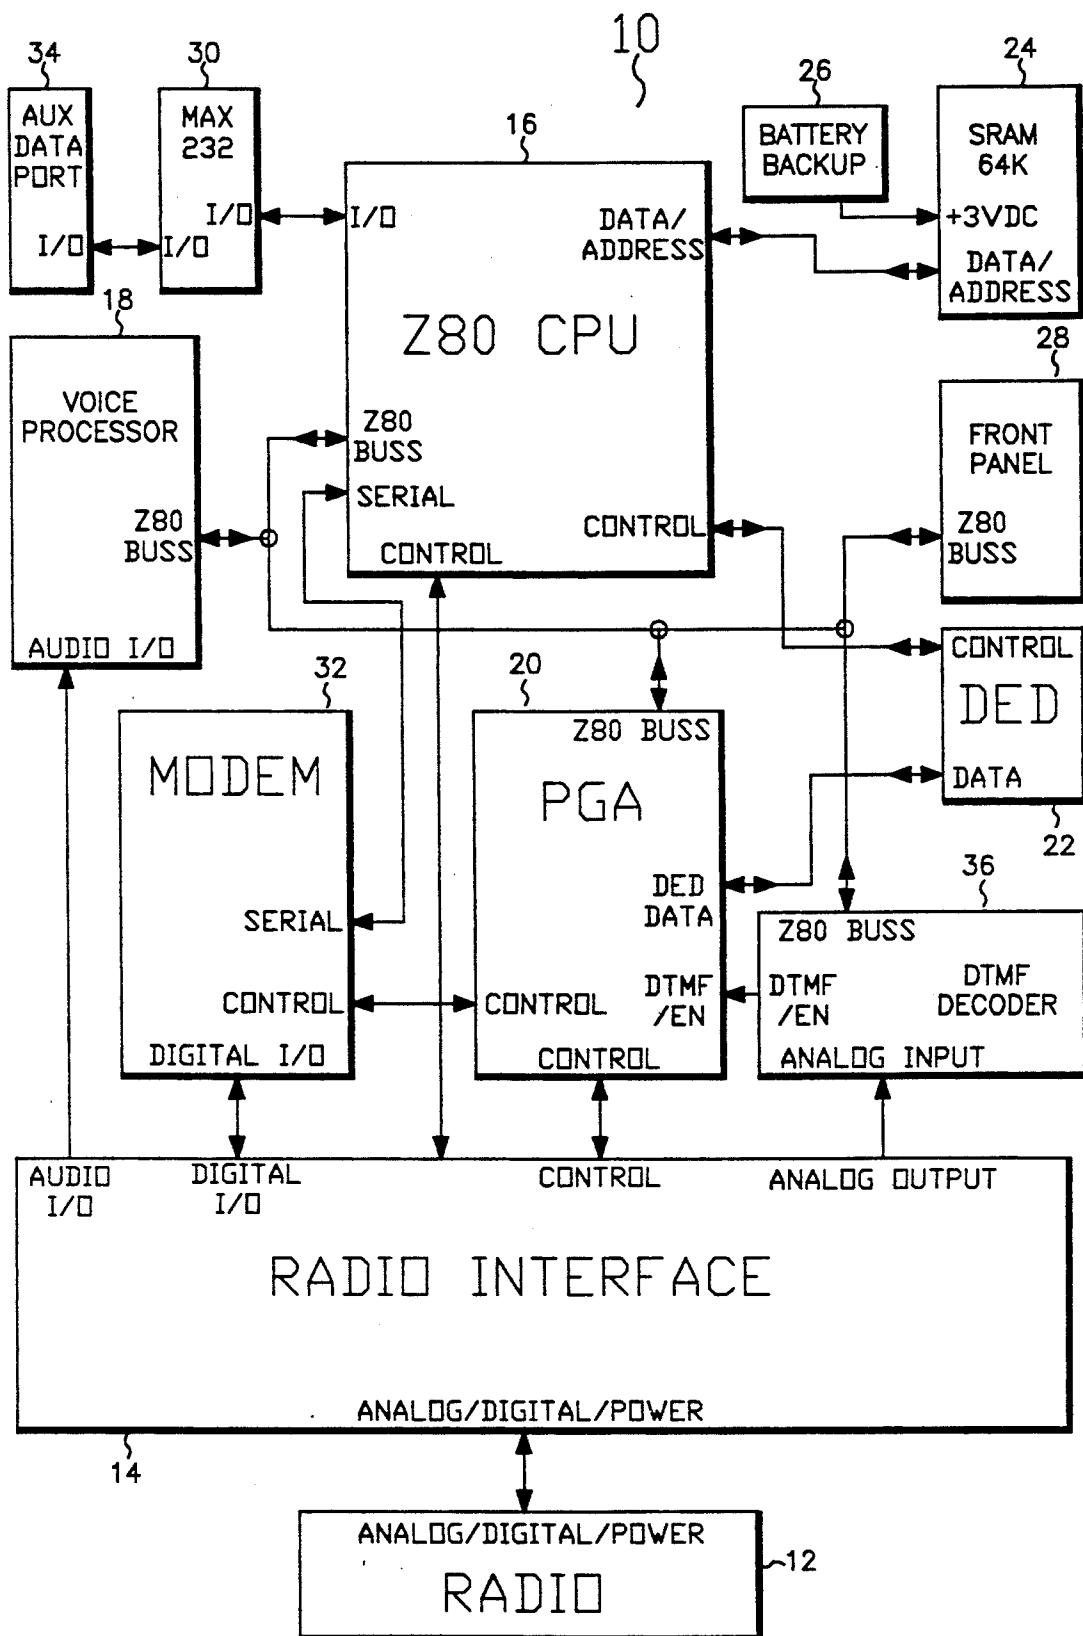 10
34
AUX
DATA
PORT
I/O
30
MAX
232
I/O
I/O
16
I/O
DATA/
ADDRESS
Z80 CPU
Z80
BUSS
SERIAL
CONTROL
CONTROL
26
BATTERY
BACKUP
24
SRAM
64K
+3VDC
DATA/
ADDRESS
18
VOICE
PROCESSOR
Z80
BUSS
AUDIO I/O
28
FRONT
PANEL
Z80
BUSS
CONTROL
DED
DATA
22
32
MODEM
SERIAL
CONTROL
DIGITAL I/O
20
Z80 BUSS
PGA
DED
DATA
DTMF
/EN
CONTROL
CONTROL
36
Z80 BUSS
DTMF
/EN
DTMF
DECODER
ANALOG INPUT
AUDIO
I/O
DIGITAL
I/O
CONTROL
ANALOG OUTPUT
RADIO INTERFACE
ANALOG/DIGITAL/POWER
14
ANALOG/DIGITAL/POWER
RADIO
12